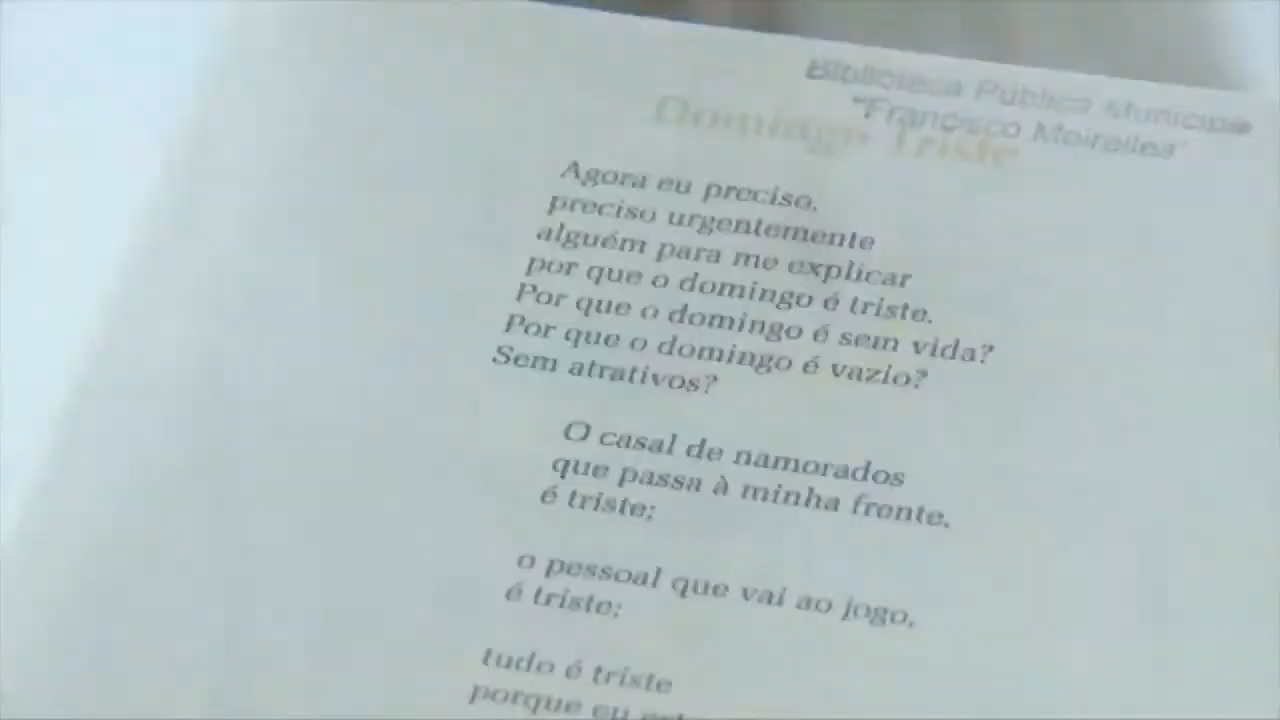 Biblioteca Pública Municipal
"Francisco Meirelles"
Domingo Triste
Agora eu preciso,
preciso urgentemente
alguém para me explicar
por que o domingo é triste.
Por que o domingo é sem vida?
Por que o domingo é vazio?
Sem atrativos?
O casal de namorados
que passa à minha frente,
é triste;
o pessoal que vai ao jogo,
é triste;
tudo é triste
porque eu